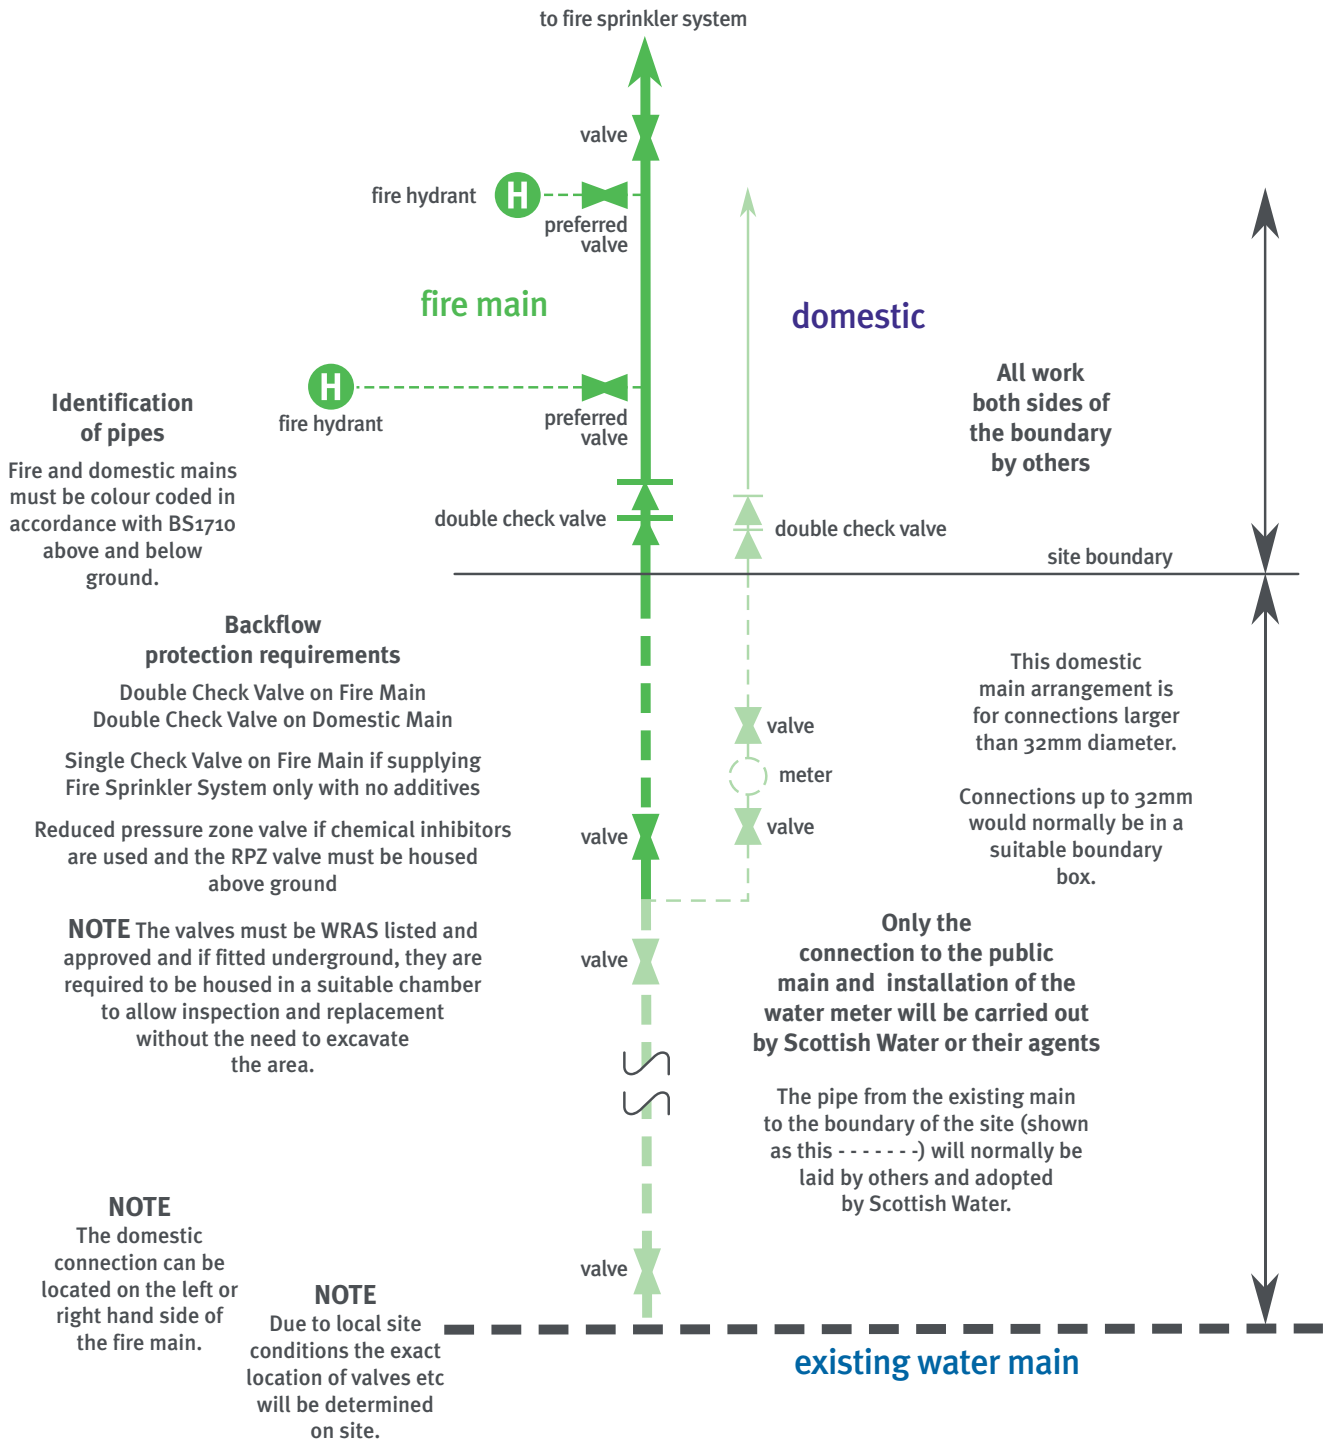 to fire sprinkler system
valve
fire hydrant
H
preferred
valve
fire main
domestic
H
fire hydrant
preferred
valve
All work
both sides of
the boundary
by others
Identification
of pipes
Fire and domestic mains
must be colour coded in
accordance with BS1710
above and below
ground.
double check valve
double check valve
site boundary
Backflow
protection requirements
Double Check Valve on Fire Main
Double Check Valve on Domestic Main
Single Check Valve on Fire Main if supplying
Fire Sprinkler System only with no additives
Reduced pressure zone valve if chemical inhibitors
are used and the RPZ valve must be housed
above ground
NOTE The valves must be WRAS listed and
approved and if fitted underground, they are
required to be housed in a suitable chamber
to allow inspection and replacement
without the need to excavate
the area.
valve
meter
valve
valve
valve
This domestic
main arrangement is
for connections larger
than 32mm diameter.
Connections up to 32mm
would normally be in a
suitable boundary
box.
Only the
connection to the public
main and installation of the
water meter will be carried out
by Scottish Water or their agents
The pipe from the existing main
to the boundary of the site (shown
as this - - - - - - -) will normally be
laid by others and adopted
by Scottish Water.
NOTE
The domestic
connection can be
located on the left or
right hand side of
the fire main.
valve
NOTE
Due to local site
conditions the exact
location of valves etc
will be determined
on site.
existing water main